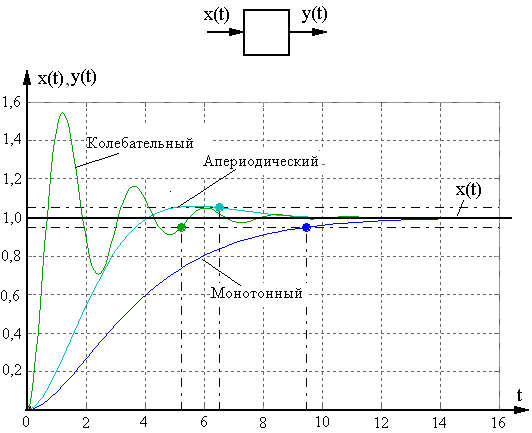 x(t) y(t)
x(t), y(t)
1,6
1,4
Колебательный
Апериодический
1,2
x(t)
1,0
0,8
Монотонный
0,6
0,4
0,2
t
0 2 4 6 8 10 12 14 16